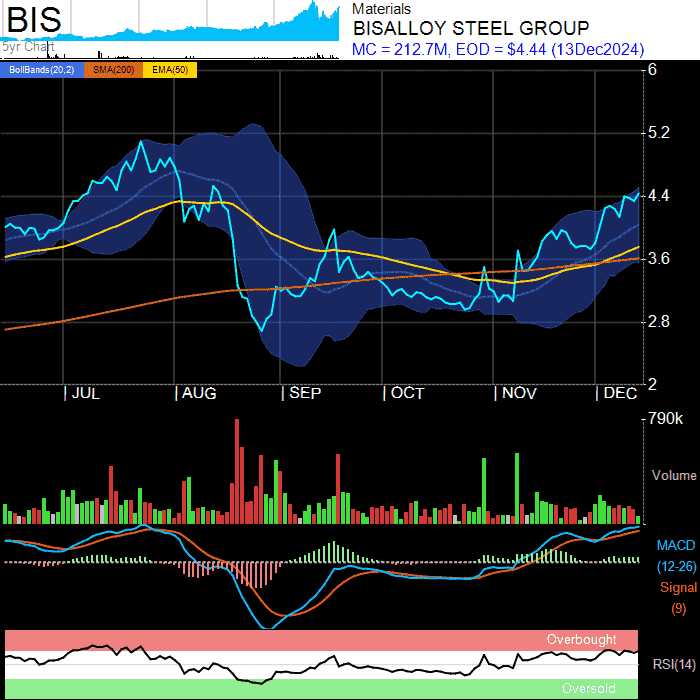 BIS
5yr Chart
Materials
BISALLOY STEEL GROUP
MC = 212.7M, EOD = $4.44 (13Dec2024)
BollBands(20,2) SMA(200) EMA(50)
6
5.2
4.4
3.6
2.8
2
JUL AUG SEP OCT NOV DEC
790k
Volume
MACD
(12-26)
Signal
(9)
Overbought
RSI(14)
Oversold